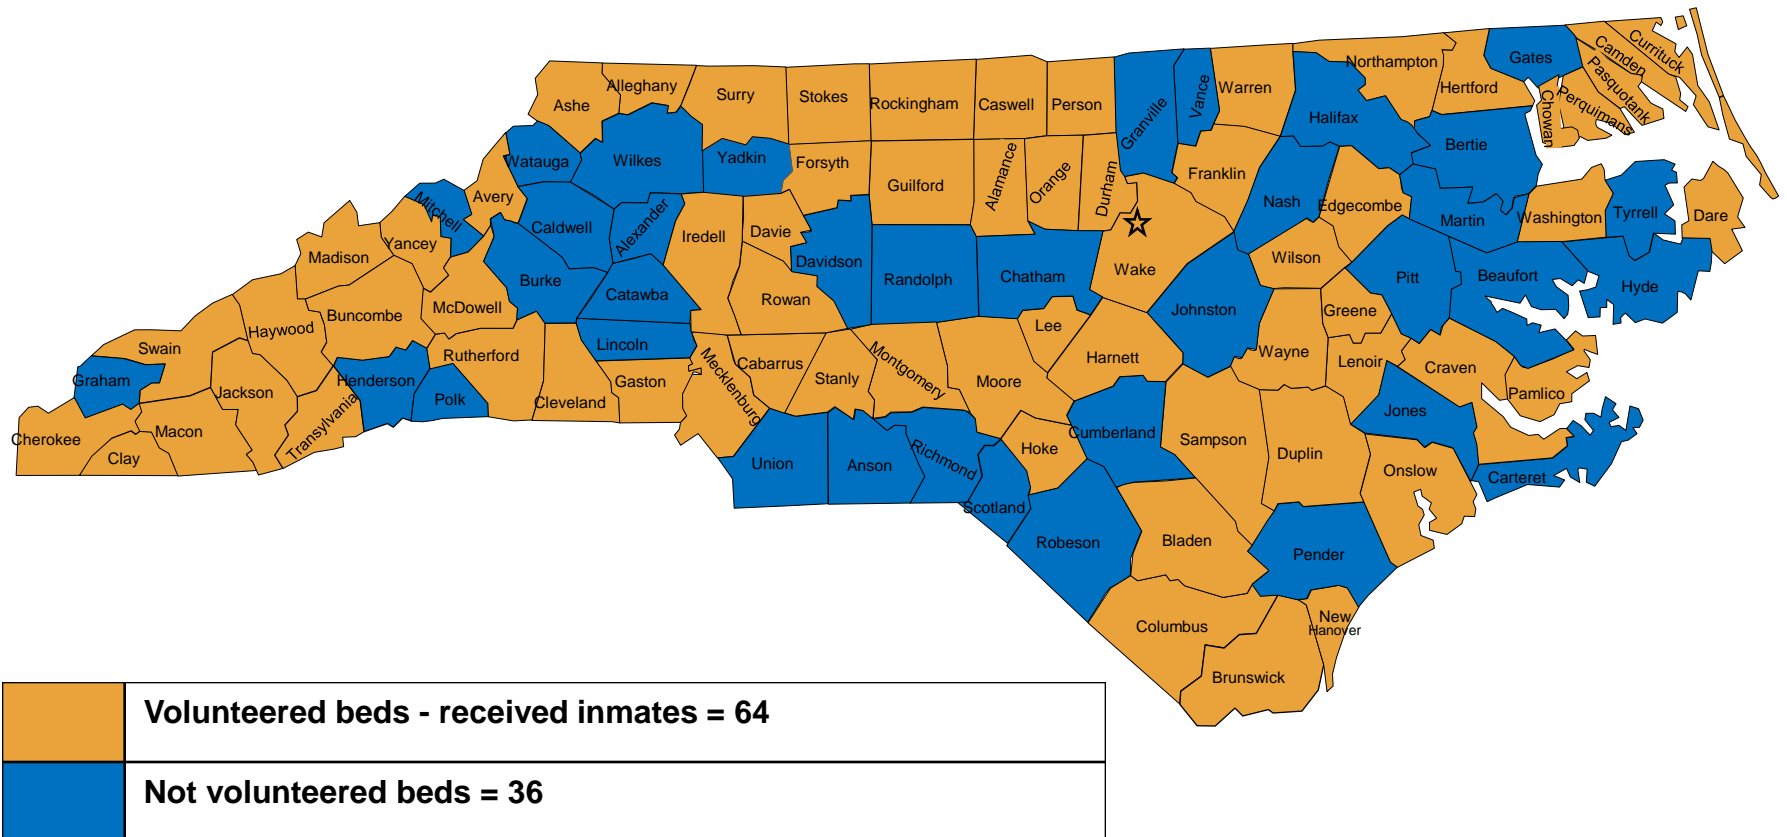 Ashe
Alleghany
Surry
Stokes
Rockingham
Caswell
Person
Granville
Vance
Warren
Northampton
Hertford
Gates
Camden
Currituck
Pasquotank
Perquimans
Chowan
Halifax
Bertie
Watauga
Wilkes
Yadkin
Forsyth
Guilford
Alamance
Orange
Durham
Franklin
Nash
Edgecombe
Martin
Washington
Tyrrell
Dare
Mitchell
Avery
Caldwell
Alexander
Iredell
Davie
Davidson
Randolph
Chatham
Wake
Wilson
Pitt
Beaufort
Hyde
Madison
Yancey
Burke
Catawba
Rowan
Johnston
Greene
Haywood
Buncombe
McDowell
Lincoln
Lee
Harnett
Wayne
Lenoir
Craven
Pamlico
Swain
Graham
Jackson
Henderson
Polk
Rutherford
Cleveland
Gaston
Mecklenburg
Cabarrus
Stanly
Montgomery
Moore
Cherokee
Clay
Macon
Transylvania
Union
Anson
Richmond
Scotland
Hoke
Cumberland
Sampson
Duplin
Jones
Onslow
Carteret
Robeson
Bladen
Pender
Columbus
New
Hanover
Brunswick
Volunteered beds - received inmates = 64
Not volunteered beds = 36